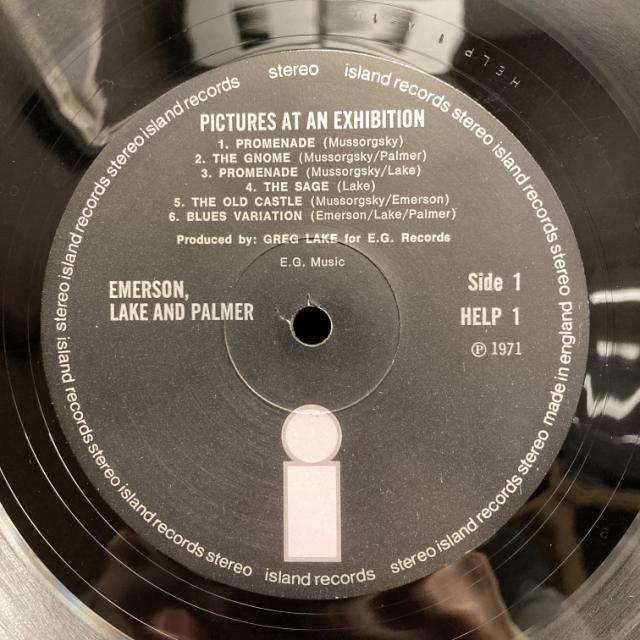 HELP 1 A-1
stereo island records stereo island records stereo island records stereo made in england
island records stereo island records stereo island records stereo island records stereo
PICTURES AT AN EXHIBITION
1. PROMENADE (Mussorgsky)
2. THE GNOME (Mussorgsky/Palmer)
3. PROMENADE (Mussorgsky/Lake)
4. THE SAGE (Lake)
5. THE OLD CASTLE (Mussorgsky/Emerson)
6. BLUES VARIATION (Emerson/Lake/Palmer)
Produced by: GREG LAKE for E.G. Records
E.G. Music
EMERSON,
LAKE AND PALMER
Side 1
HELP 1
℗ 1971